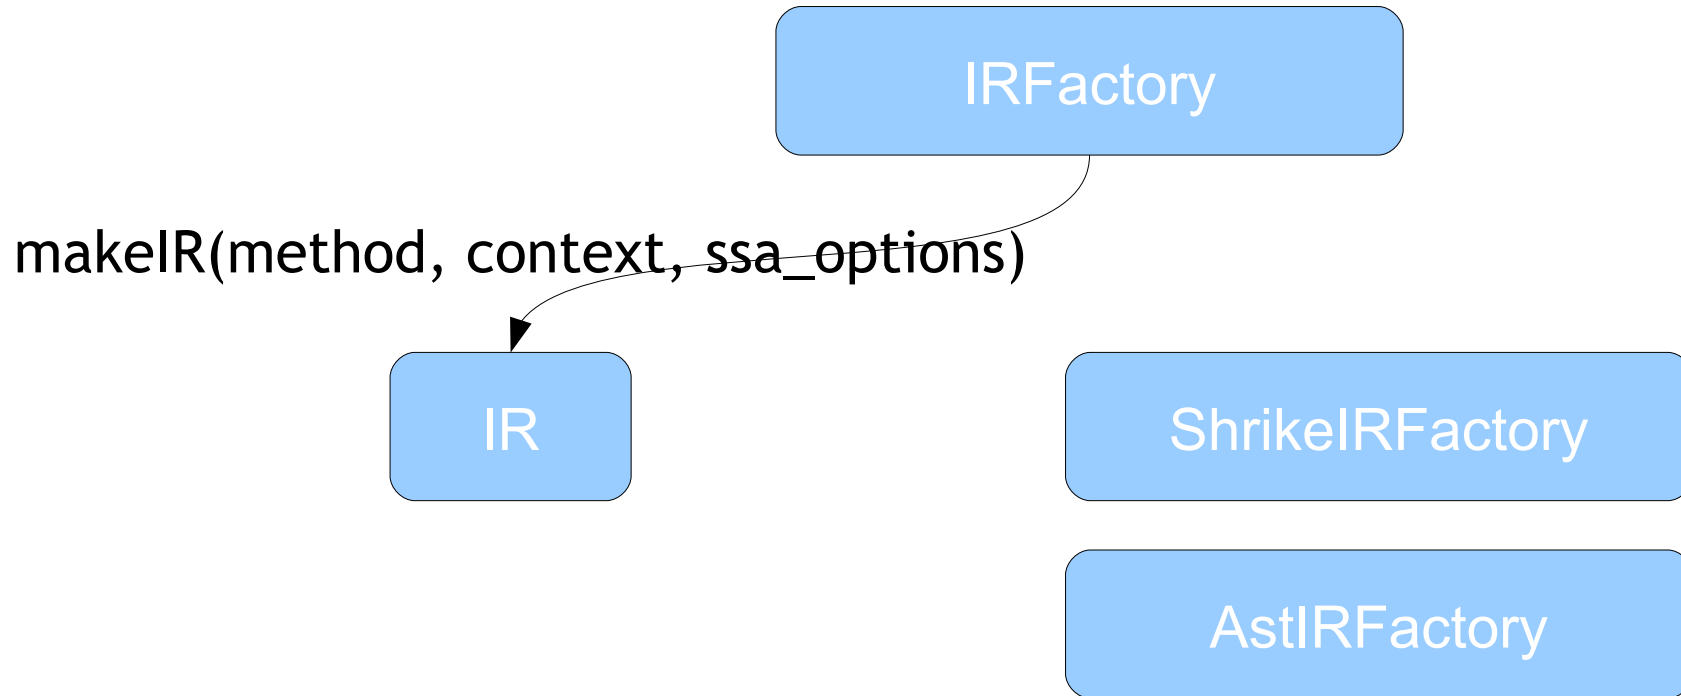 IRFactory
makeIR(method, context, ssa_options)
IR
ShrikeIRFactory
AstIRFactory